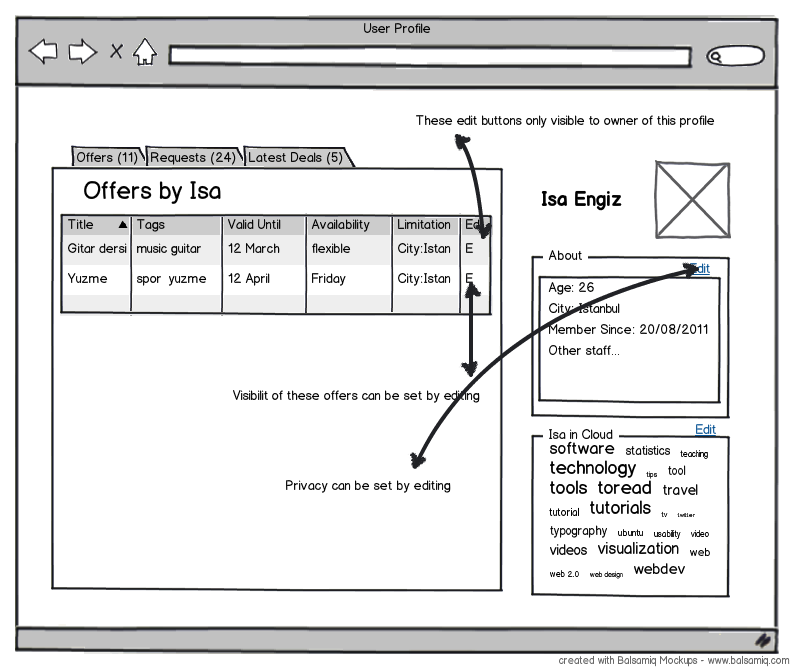 User Profile
These edit buttons only visible to owner of this profile
Offers (11) Requests (24) Latest Deals (5)
Offers by Isa
Title Tags Valid Until Availability Limitation Ed
Gitar dersi music guitar 12 March flexible City:Istan E
Yuzme spor yuzme 12 April Friday City:Istan E
Visibilit of these offers can be set by editing
Privacy can be set by editing
Isa Engiz
About
Edit
Age: 26
City: Istanbul
Member Since: 20/08/2011
Other staff...
Edit
Isa in Cloud
software statistics teaching
technology tips tool
tools toread travel
tutorial tutorials tv twitter
typography ubuntu usability video
videos visualization web
web 2.0 web design webdev
created with Balsamiq Mockups - www.balsamiq.com